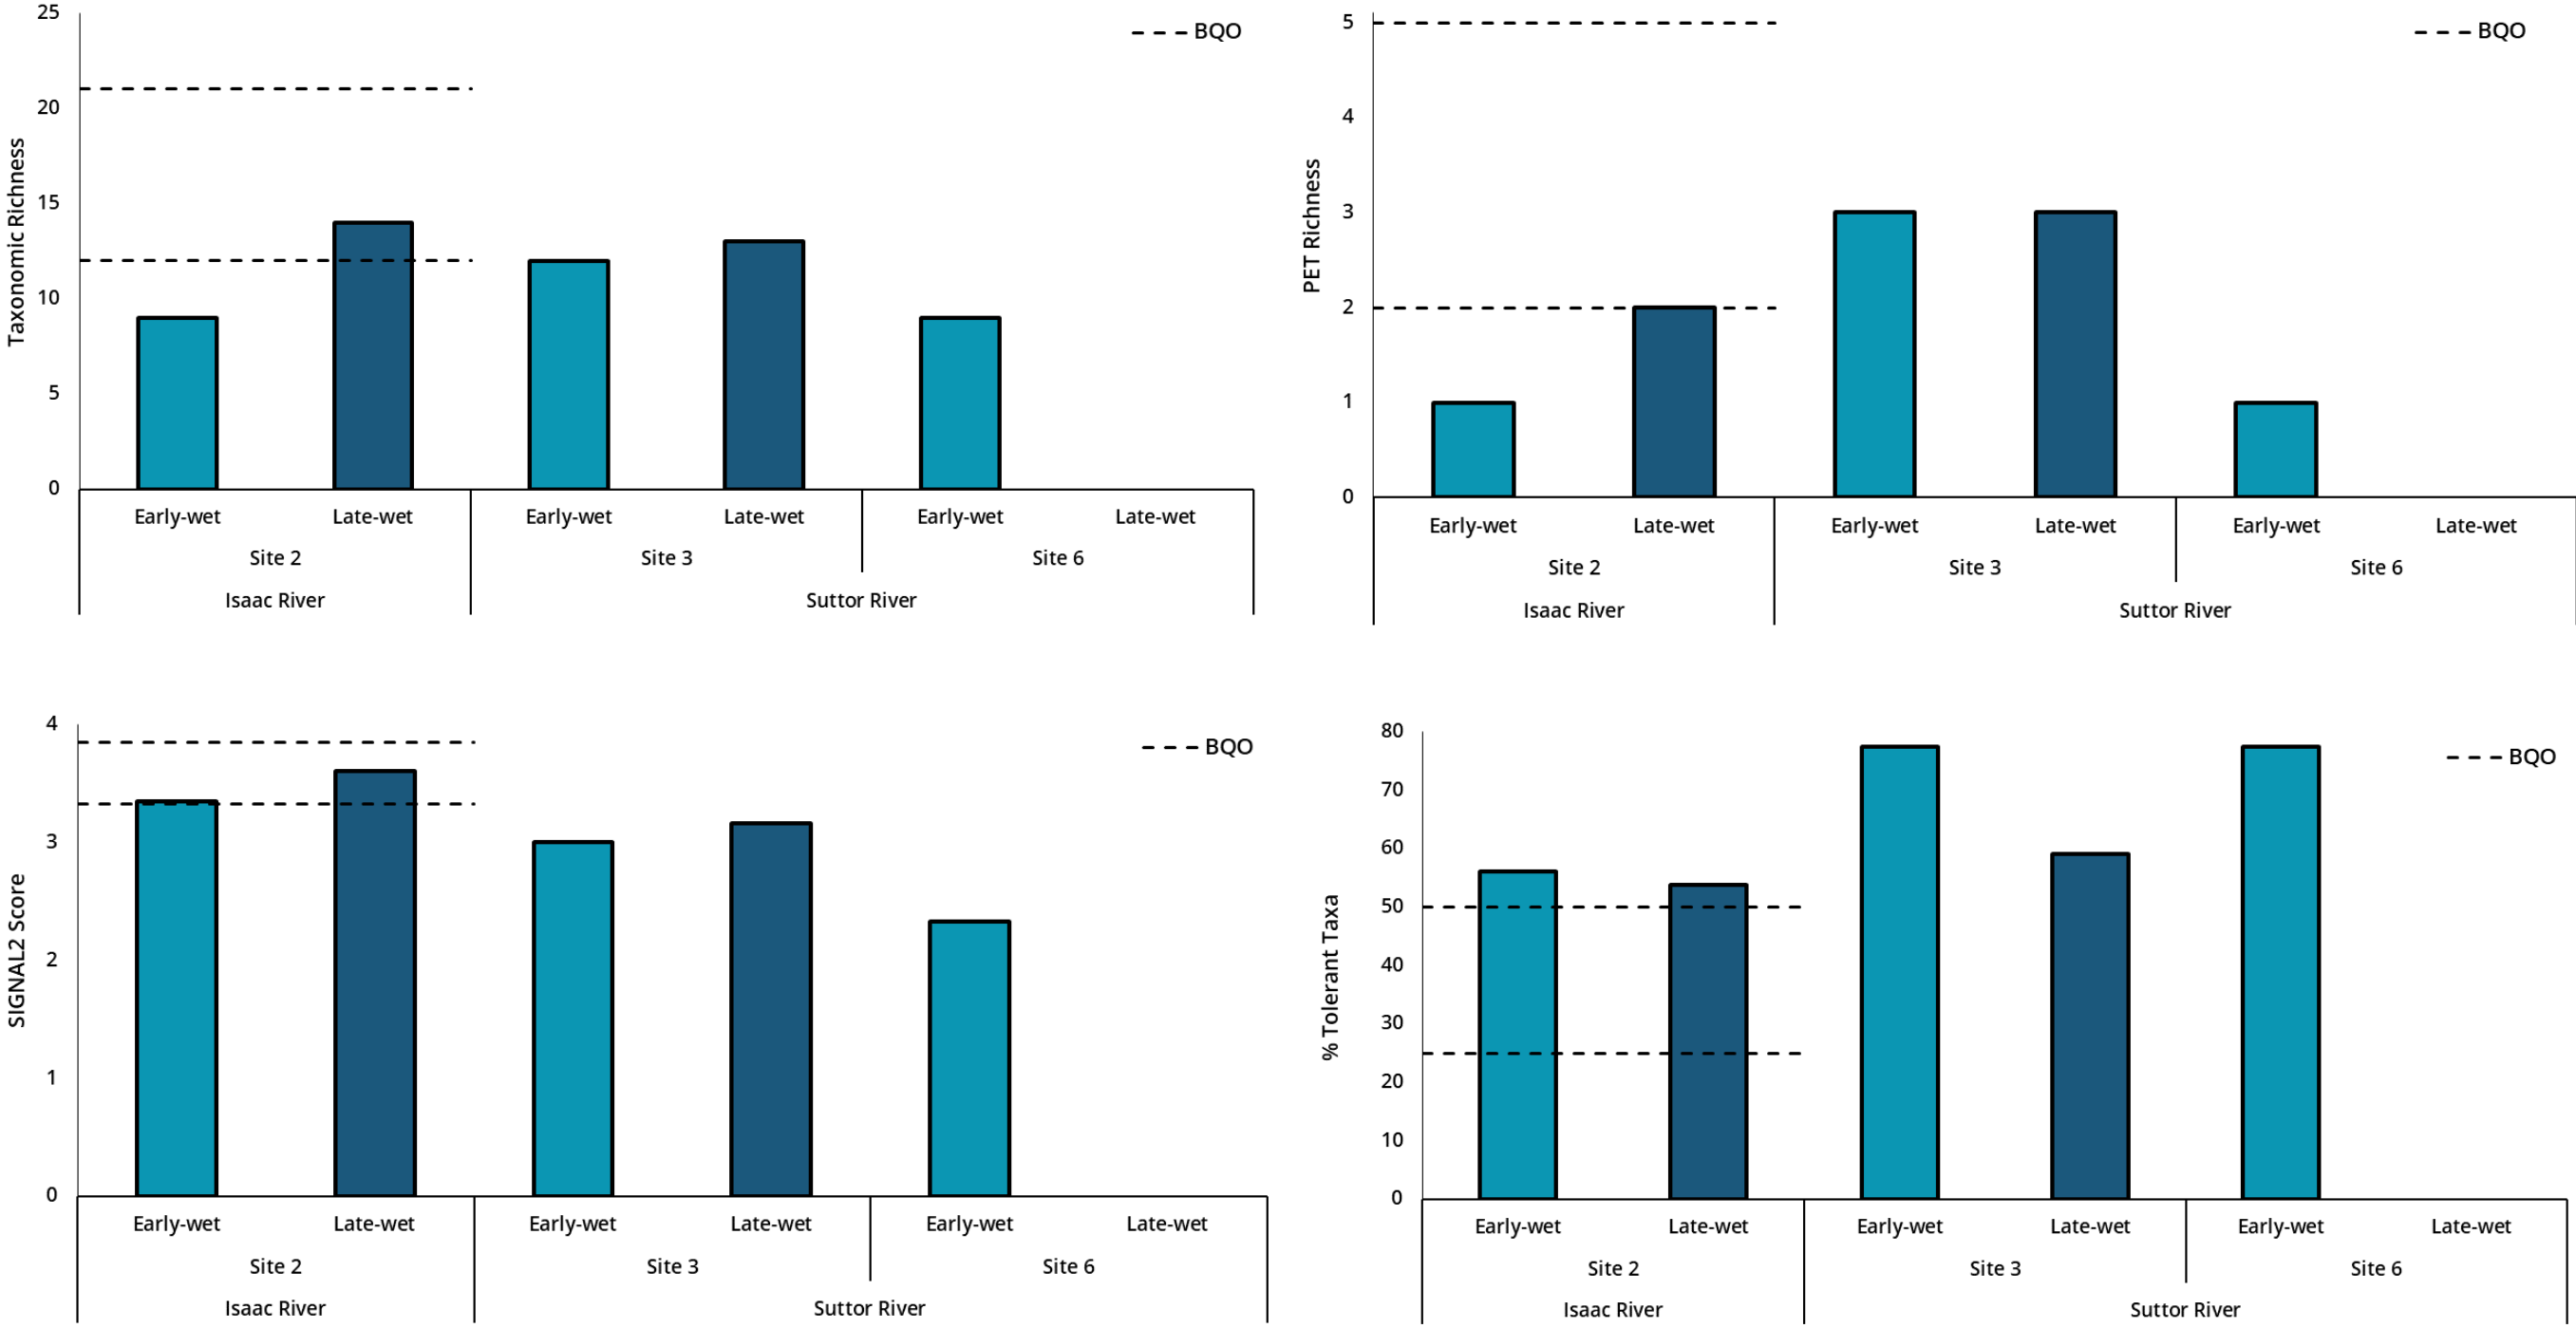 25
20
15
10
5
0
Taxonomic Richness
BQO
Early-wet Late-wet Early-wet Late-wet Early-wet Late-wet
Site 2 Site 3 Site 6
Isaac River Suttor River
5
4
3
2
1
0
PET Richness
BQO
Early-wet Late-wet Early-wet Late-wet Early-wet Late-wet
Site 2 Site 3 Site 6
Isaac River Suttor River
4
3
2
1
0
SIGNAL2 Score
BQO
Early-wet Late-wet Early-wet Late-wet Early-wet Late-wet
Site 2 Site 3 Site 6
Isaac River Suttor River
80
70
60
50
40
30
20
10
0
% Tolerant Taxa
BQO
Early-wet Late-wet Early-wet Late-wet Early-wet Late-wet
Site 2 Site 3 Site 6
Isaac River Suttor River